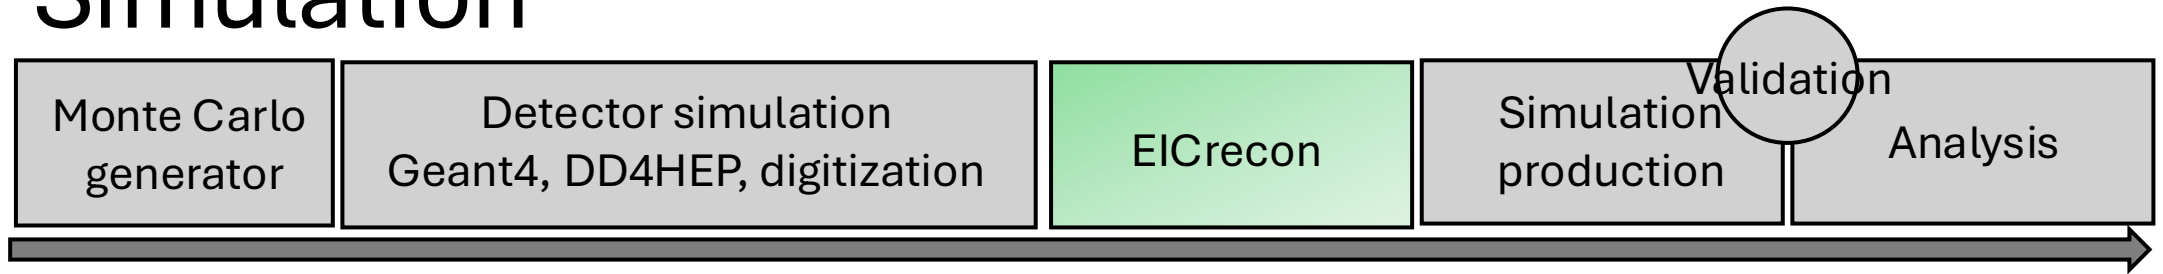 Simulation
Monte Carlo
generator
Detector simulation
Geant4, DD4HEP, digitization
EICrecon
Simulation
production
Validation
Analysis